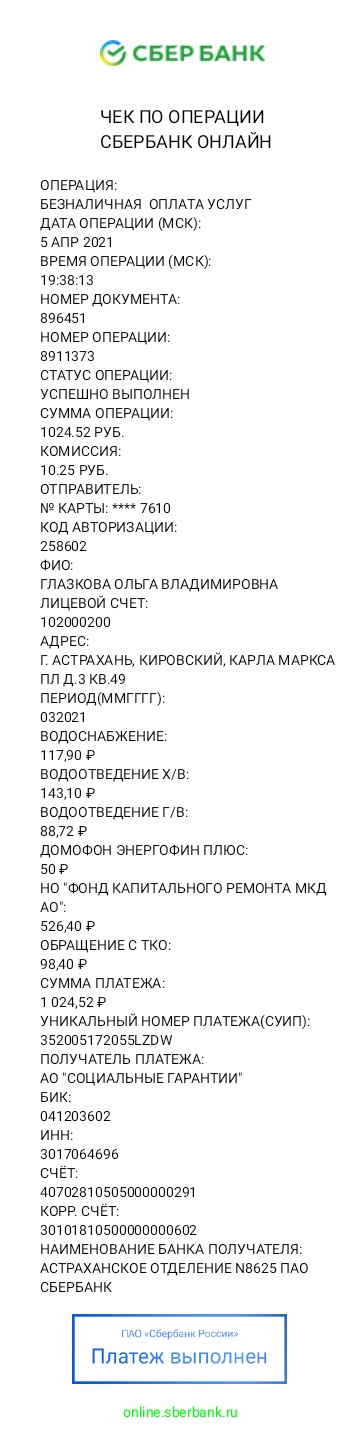 СБЕР БАНК
ЧЕК ПО ОПЕРАЦИИ
СБЕРБАНК ОНЛАЙН
ОПЕРАЦИЯ:
БЕЗНАЛИЧНАЯ  ОПЛАТА УСЛУГ
ДАТА ОПЕРАЦИИ (МСК):
5 АПР 2021
ВРЕМЯ ОПЕРАЦИИ (МСК):
19:38:13
НОМЕР ДОКУМЕНТА:
896451
НОМЕР ОПЕРАЦИИ:
8911373
СТАТУС ОПЕРАЦИИ:
УСПЕШНО ВЫПОЛНЕН
СУММА ОПЕРАЦИИ:
1024.52 РУБ.
КОМИССИЯ:
10.25 РУБ.
ОТПРАВИТЕЛЬ:
№ КАРТЫ: **** 7610
КОД АВТОРИЗАЦИИ:
258602
ФИО:
ГЛАЗКОВА ОЛЬГА ВЛАДИМИРОВНА
ЛИЦЕВОЙ СЧЕТ:
102000200
АДРЕС:
Г. АСТРАХАНЬ, КИРОВСКИЙ, КАРЛА МАРКСА
ПЛ Д.3 КВ.49
ПЕРИОД(ММГГГГ):
032021
ВОДОСНАБЖЕНИЕ:
117,90 ₽
ВОДООТВЕДЕНИЕ Х/В:
143,10 ₽
ВОДООТВЕДЕНИЕ Г/В:
88,72 ₽
ДОМОФОН ЭНЕРГОФИН ПЛЮС:
50 ₽
НО "ФОНД КАПИТАЛЬНОГО РЕМОНТА МКД
АО":
526,40 ₽
ОБРАЩЕНИЕ С ТКО:
98,40 ₽
СУММА ПЛАТЕЖА:
1 024,52 ₽
УНИКАЛЬНЫЙ НОМЕР ПЛАТЕЖА(СУИП):
352005172055LZDW
ПОЛУЧАТЕЛЬ ПЛАТЕЖА:
АО "СОЦИАЛЬНЫЕ ГАРАНТИИ"
БИК:
041203602
ИНН:
3017064696
СЧЁТ:
40702810505000000291
КОРР. СЧЁТ:
30101810500000000602
НАИМЕНОВАНИЕ БАНКА ПОЛУЧАТЕЛЯ:
АСТРАХАНСКОЕ ОТДЕЛЕНИЕ N8625 ПАО
СБЕРБАНК
ПАО «Сбербанк России»
Платеж выполнен
online.sberbank.ru